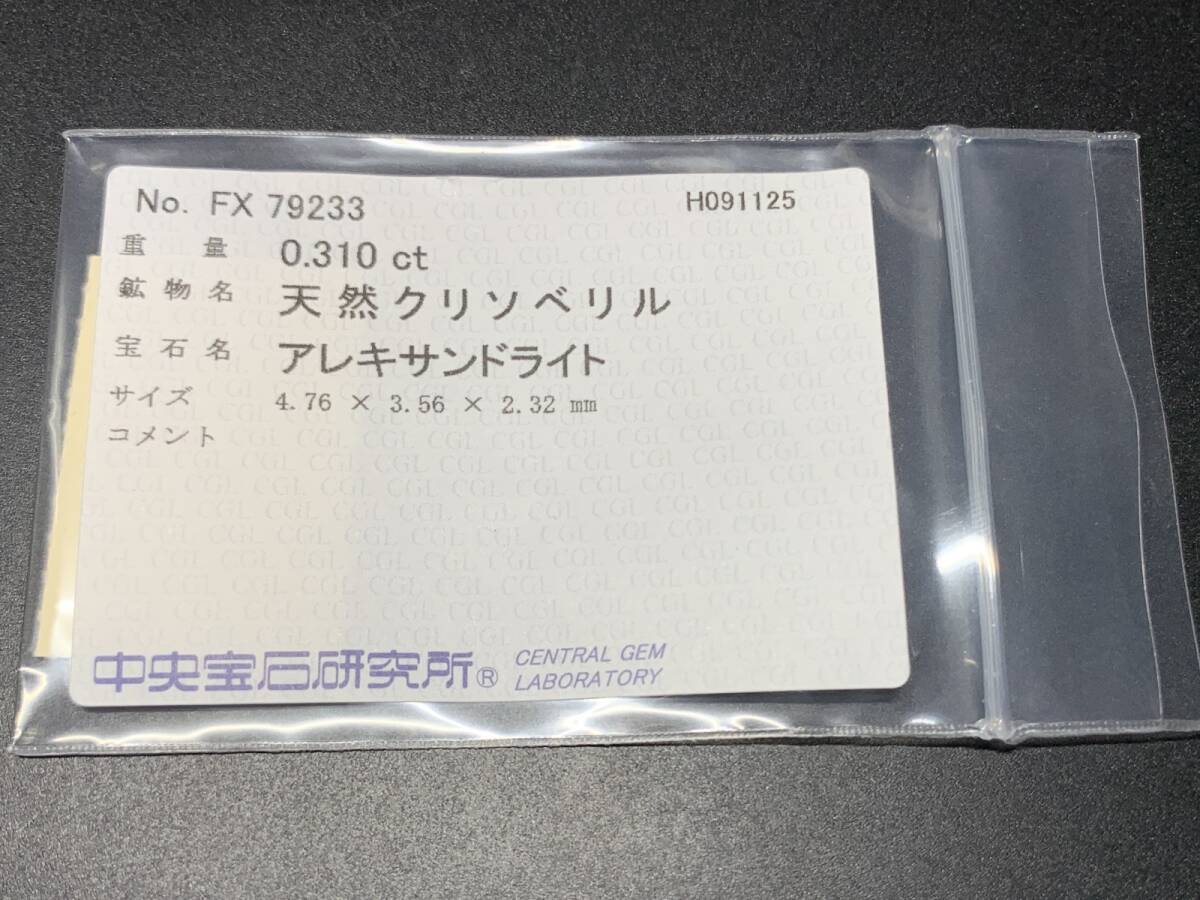 No. FX 79233 H091125
重量 0.310 ct
鉱物名 天然クリソベリル
宝石名 アレキサンドライト
サイズ 4.76 × 3.56 × 2.32 mm
コメント
中央宝石研究所® CENTRAL GEM
LABORATORY